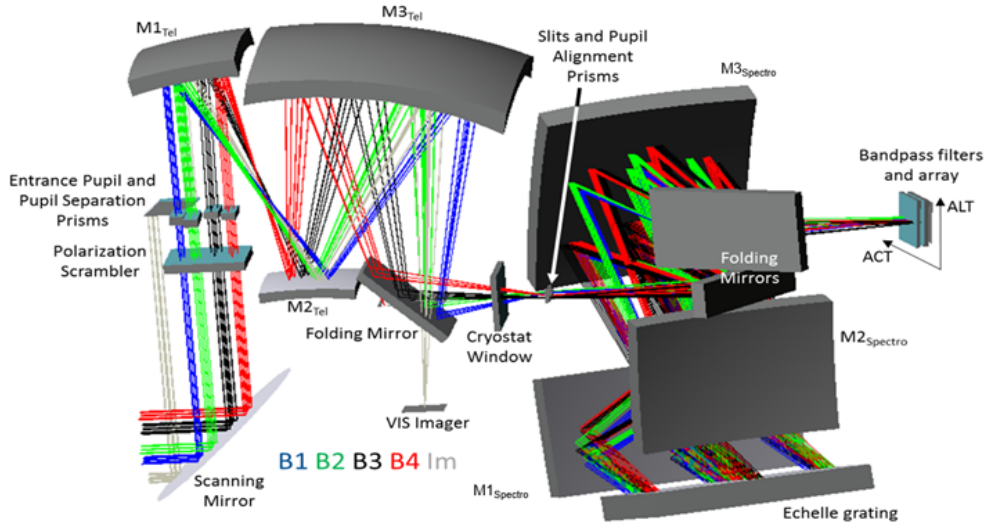 M1Tel
M3Tel
Slits and Pupil
Alignment
Prisms
M3Spectro
Bandpass filters
and array
ALT
ACT
Entrance Pupil and
Pupil Separation
Prisms
Polarization
Scrambler
M2Tel
Folding Mirror
Cryostat
Window
Folding
Mirrors
M2Spectro
VIS Imager
B1 B2 B3 B4 Im
Scanning
Mirror
M1Spectro
Echelle grating